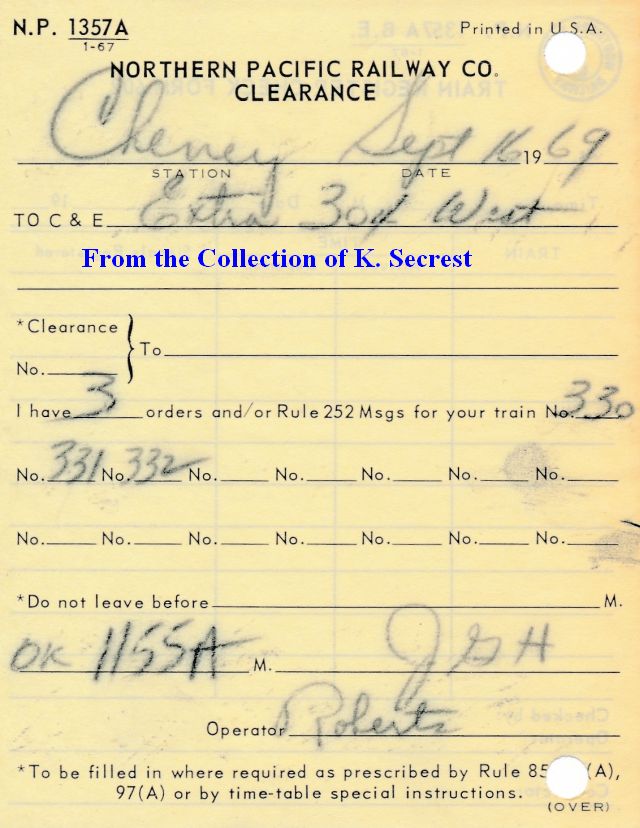 N.P. 1357A Printed in U.S.A.
1-67
NORTHERN PACIFIC RAILWAY CO.
CLEARANCE
Cheney Sept 16 1969
STATION DATE
TO C & E Extra 301 West
From the Collection of K. Secrest
*Clearance
No. To
I have 3 orders and/or Rule 252 Msgs for your train No. 330
No. 331 No. 332 No. No. No. No. No.
No. No. No. No. No. No. No.
*Do not leave before M.
OK 1155A M. JGH
Operator Roberts
*To be filled in where required as prescribed by Rule 85 (A),
97(A) or by time-table special instructions.
(OVER)